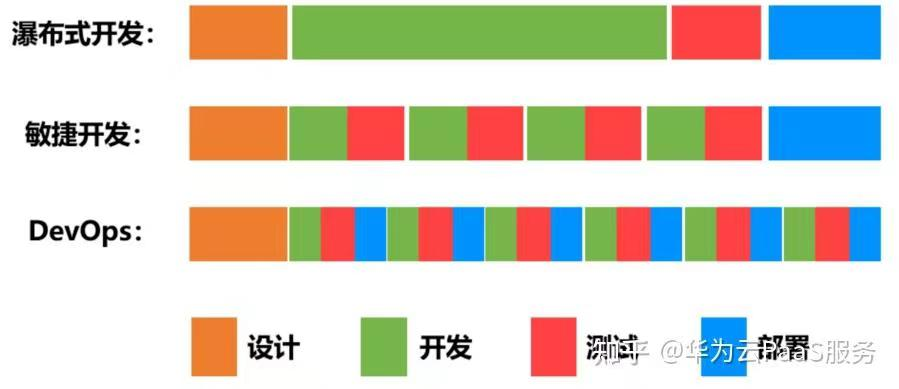 瀑布式开发：
敏捷开发：
DevOps：
设计 开发 测试 部署
知乎 @华为云PaaS服务